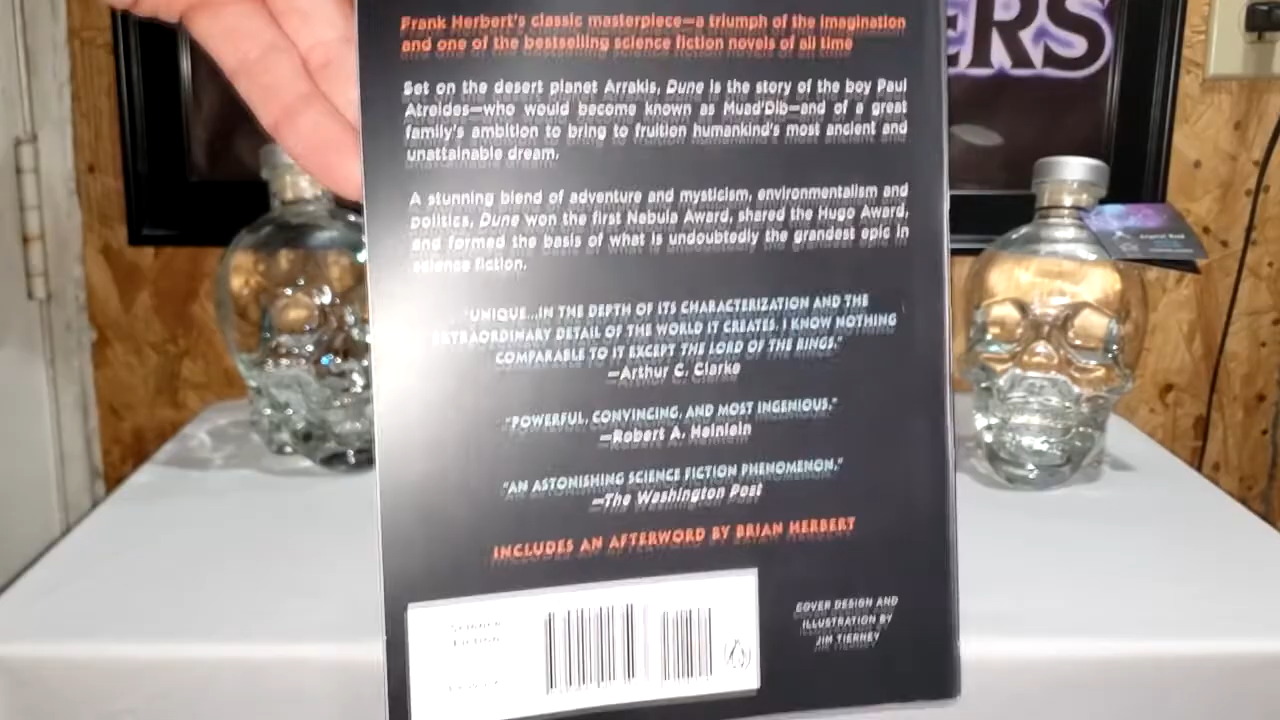 ERS
Frank Herbert's classic masterpiece—a triumph of the imagination
and one of the bestselling science fiction novels of all time
Set on the desert planet Arrakis, Dune is the story of the boy Paul
Atreides—who would become known as Muad'Dib—and of a great
family's ambition to bring to fruition humankind's most ancient and
unattainable dream.
A stunning blend of adventure and mysticism, environmentalism and
politics, Dune won the first Nebula Award, shared the Hugo Award,
and formed the basis of what is undoubtedly the grandest epic in
science fiction.
"UNIQUE...IN THE DEPTH OF ITS CHARACTERIZATION AND THE
EXTRAORDINARY DETAIL OF THE WORLD IT CREATES. I KNOW NOTHING
COMPARABLE TO IT EXCEPT THE LORD OF THE RINGS."
—Arthur C. Clarke
"POWERFUL, CONVINCING, AND MOST INGENIOUS."
—Robert A. Heinlein
"AN ASTONISHING SCIENCE FICTION PHENOMENON."
—The Washington Post
INCLUDES AN AFTERWORD BY BRIAN HERBERT
COVER DESIGN AND
ILLUSTRATION BY
JIM TIERNEY